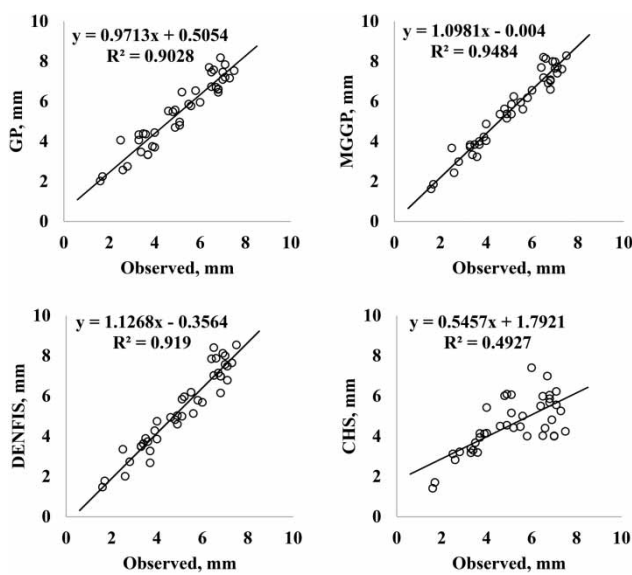 y = 0.9713x + 0.5054
R² = 0.9028
GP, mm
10
8
6
4
2
0
0 2 4 6 8 10
Observed, mm
y = 1.0981x - 0.004
R² = 0.9484
MGGP, mm
10
8
6
4
2
0
0 2 4 6 8 10
Observed, mm
y = 1.1268x - 0.3564
R² = 0.919
DENFIS, mm
10
8
6
4
2
0
0 2 4 6 8 10
Observed, mm
y = 0.5457x + 1.7921
R² = 0.4927
CHS, mm
10
8
6
4
2
0
0 2 4 6 8 10
Observed, mm